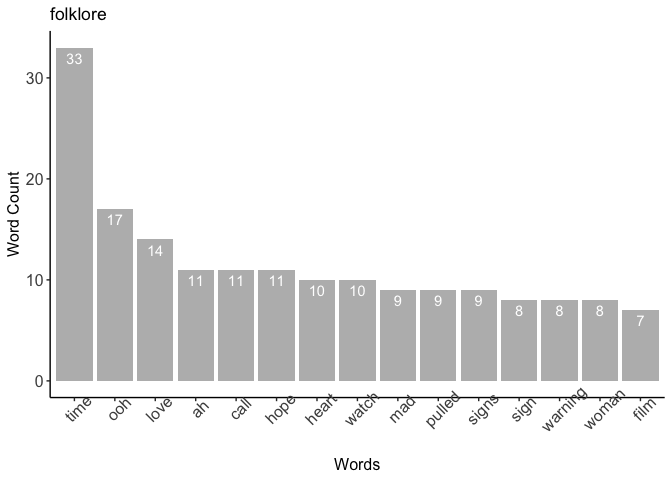 folklore
Word Count
30
20
10
0
33
17
14
11
11
11
10
10
9
9
9
8
8
8
7
time
ooh
love
ah
call
hope
heart
watch
mad
pulled
signs
sign
warning
woman
film
Words